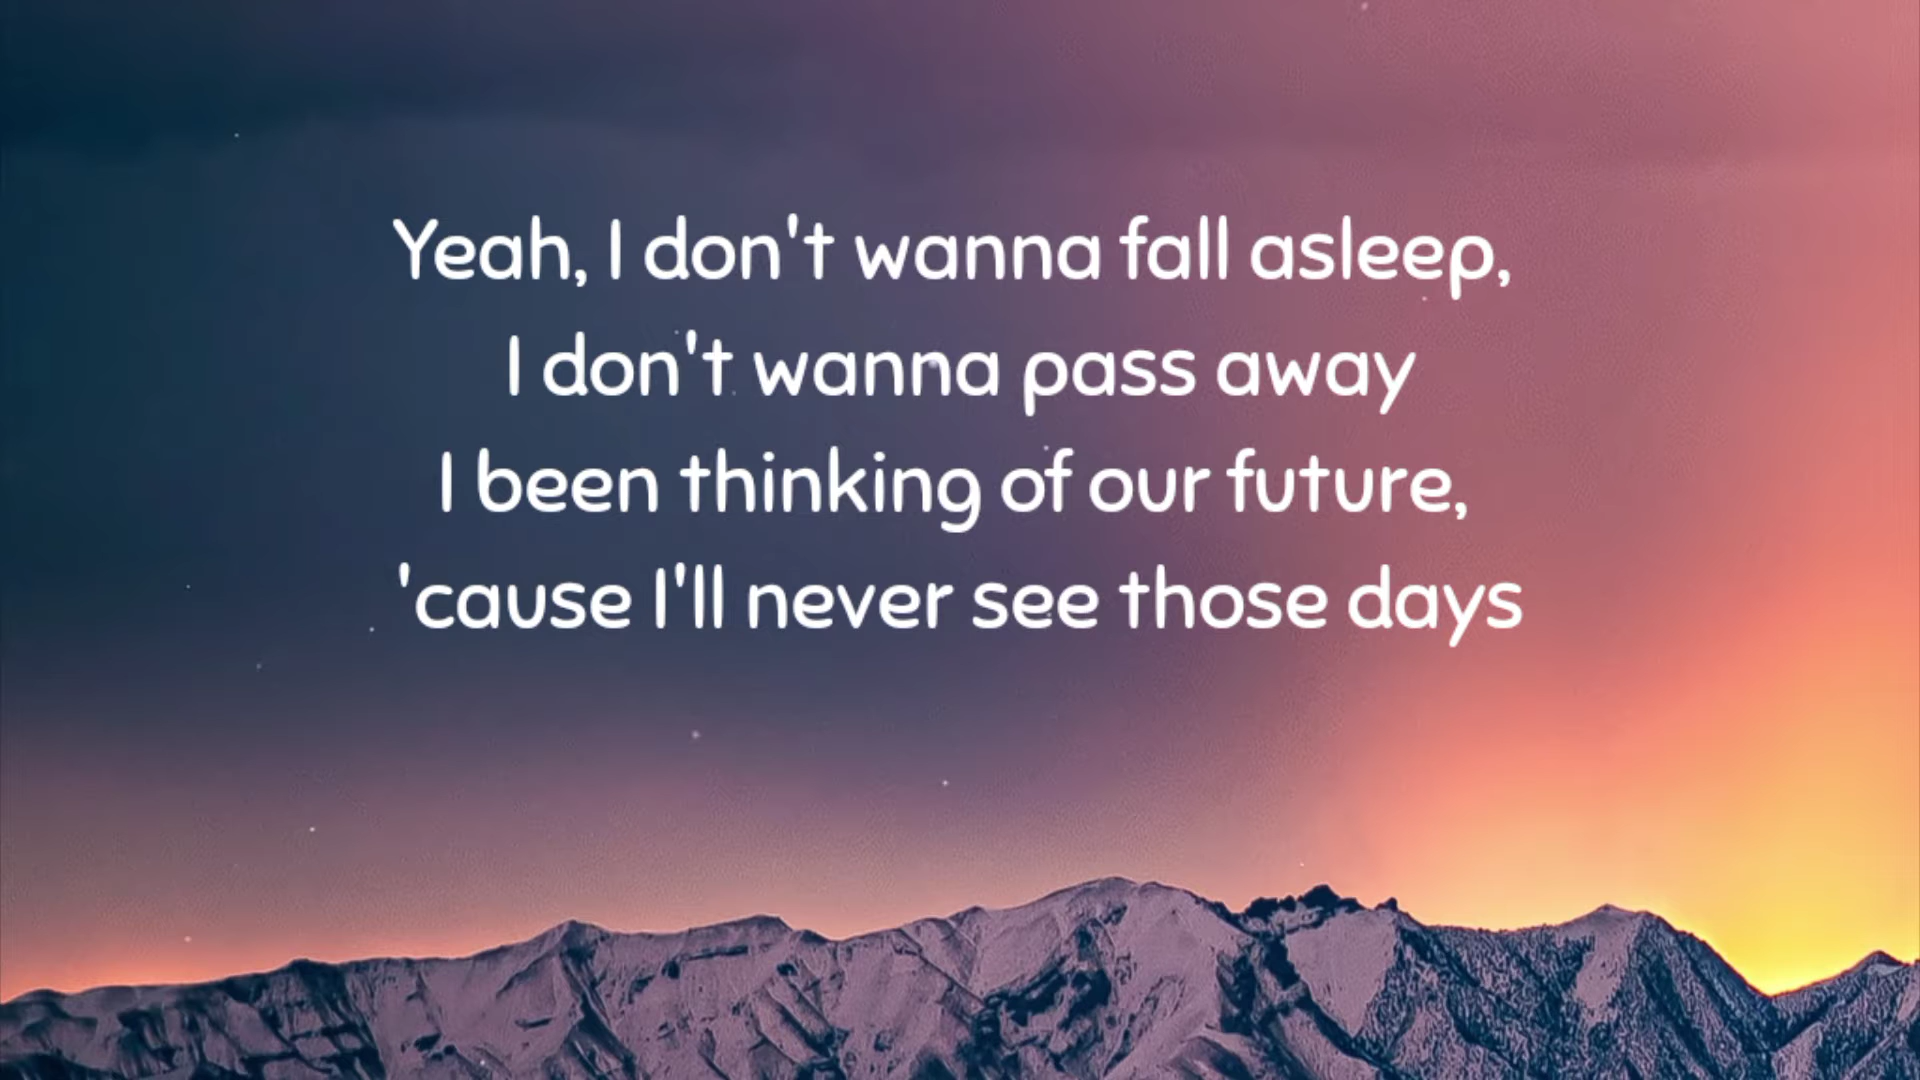 Yeah, I don't wanna fall asleep,
I don't wanna pass away
I been thinking of our future,
'cause I'll never see those days